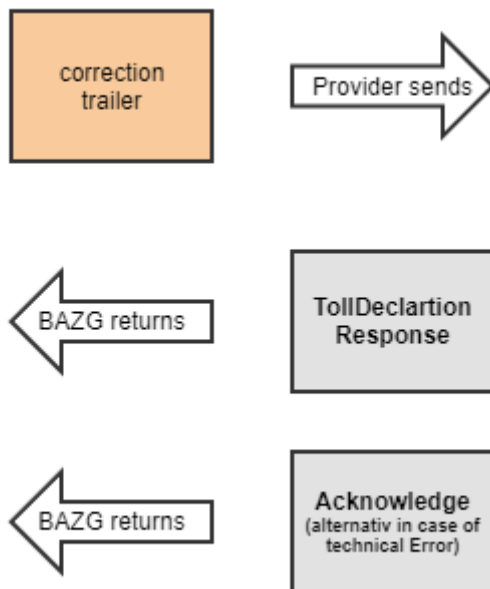 correction
trailer
Provider sends
BAZG returns
TollDeclartion
Response
BAZG returns
Acknowledge
(alternativ in case of
technical Error)